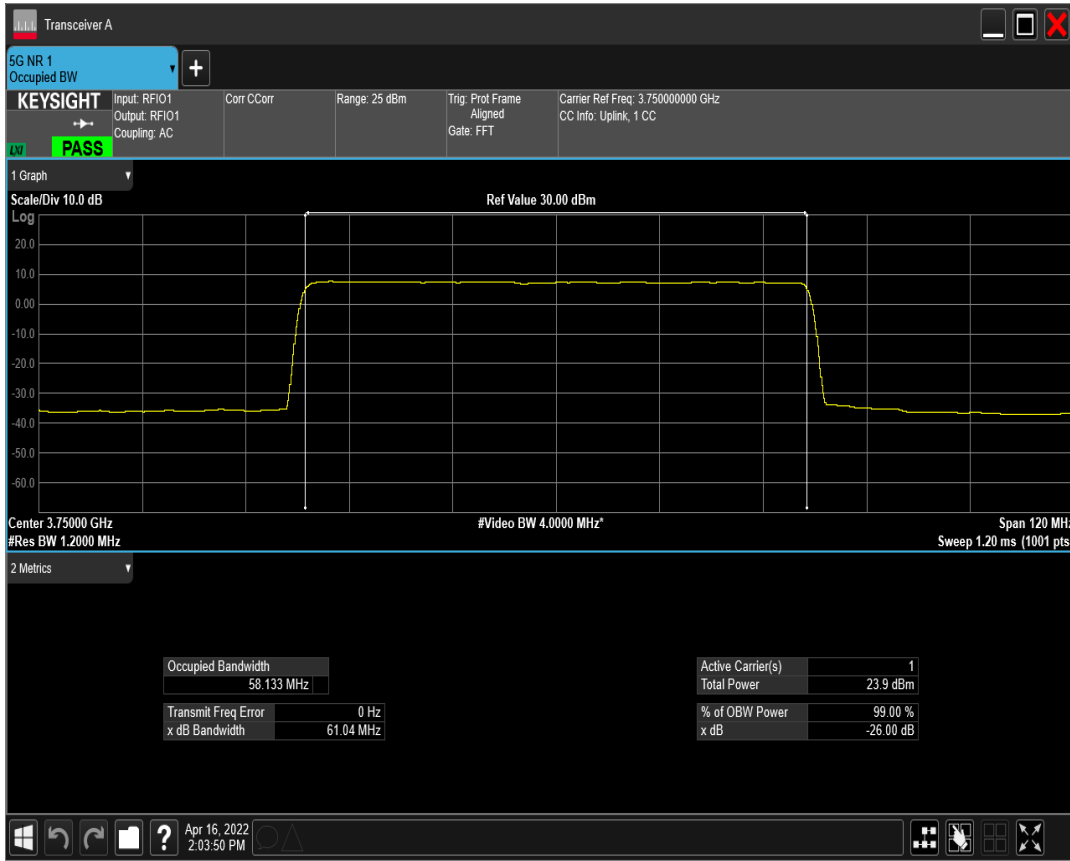 Transceiver A
5G NR 1
Occupied BW
+
KEYSIGHT
LXI
PASS
Input: RFIO1
Output: RFIO1
Coupling: AC
Corr CCorr
Range: 25 dBm
Trig: Prot Frame
Aligned
Gate: FFT
Carrier Ref Freq: 3.750000000 GHz
CC Info: Uplink, 1 CC
1 Graph
Scale/Div 10.0 dB
Ref Value 30.00 dBm
Log
20.0
10.0
0.00
-10.0
-20.0
-30.0
-40.0
-50.0
-60.0
Center 3.75000 GHz
#Video BW 4.0000 MHz*
Span 120 MHz
#Res BW 1.2000 MHz
Sweep 1.20 ms (1001 pts
2 Metrics
Occupied Bandwidth
58.133 MHz
Transmit Freq Error 0 Hz
x dB Bandwidth 61.04 MHz
Active Carrier(s) 1
Total Power 23.9 dBm
% of OBW Power 99.00 %
x dB -26.00 dB
?
Apr 16, 2022
2:03:50 PM